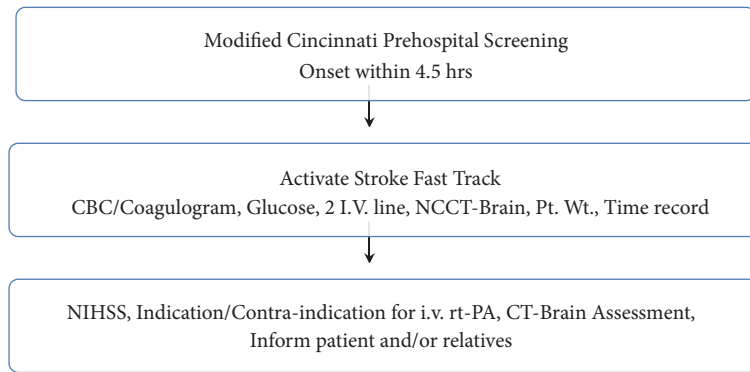 Modified Cincinnati Prehospital Screening
Onset within 4.5 hrs
Activate Stroke Fast Track
CBC/Coagulogram, Glucose, 2 I.V. line, NCCT-Brain, Pt. Wt., Time record
NIHSS, Indication/Contra-indication for i.v. rt-PA, CT-Brain Assessment,
Inform patient and/or relatives